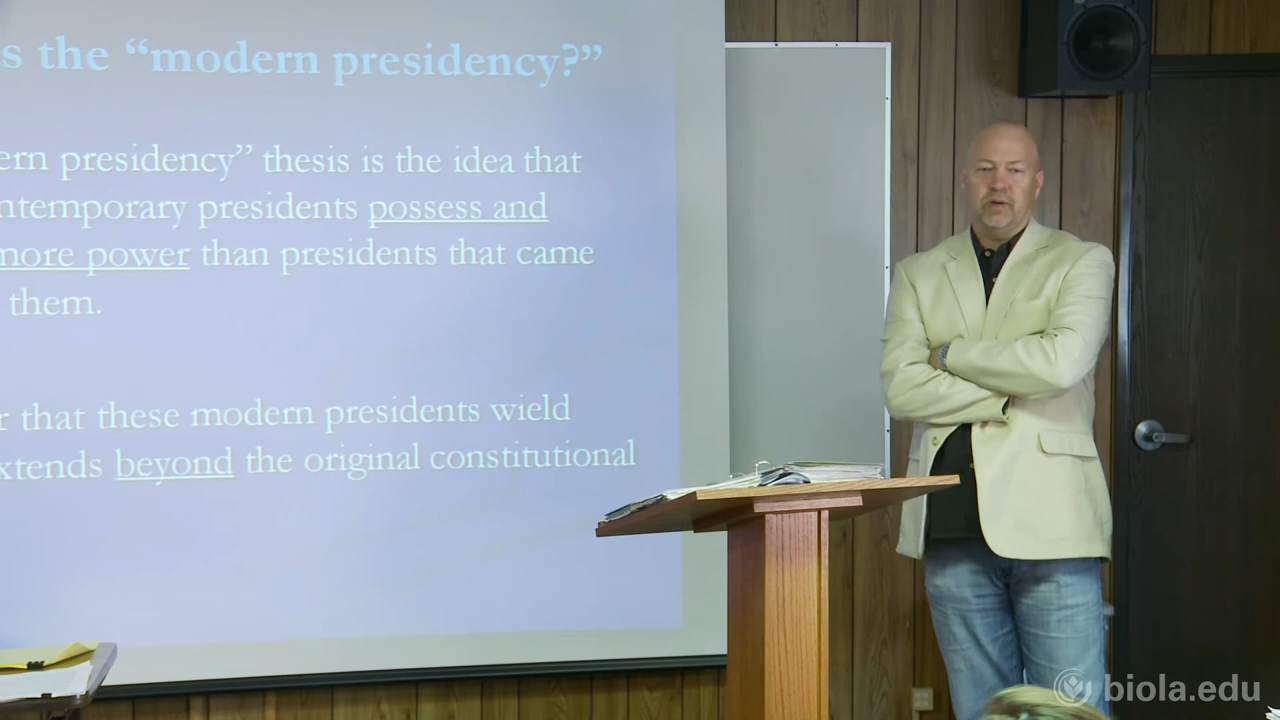 s the “modern presidency?”
ern presidency” thesis is the idea that
ntemporary presidents possess and
more power than presidents that came
them.
r that these modern presidents wield
xtends beyond the original constitutional
biola.edu